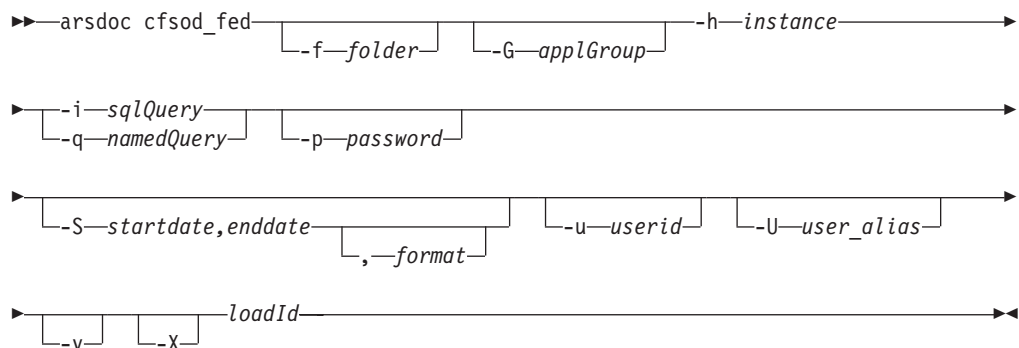 arsdoc cfsod_fed -h instance
-f folder -G applGroup
-i sqlQuery
-q namedQuery -p password
-S startdate,enddate -u userid -U user_alias
, format
loadId
-v -X